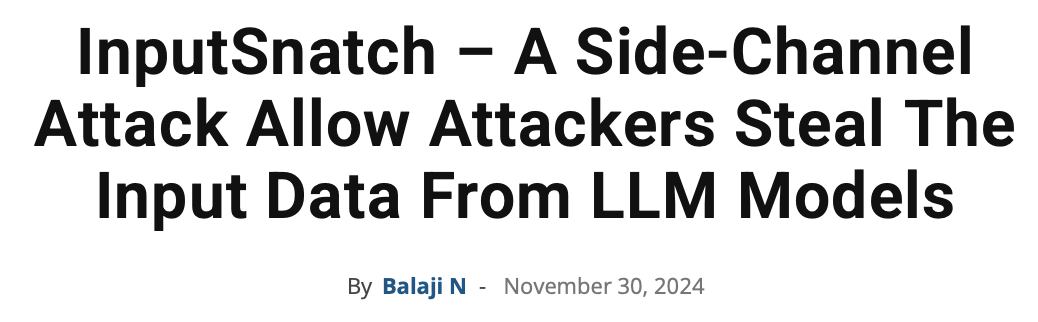 InputSnatch – A Side-Channel
Attack Allow Attackers Steal The
Input Data From LLM Models
By Balaji N - November 30, 2024